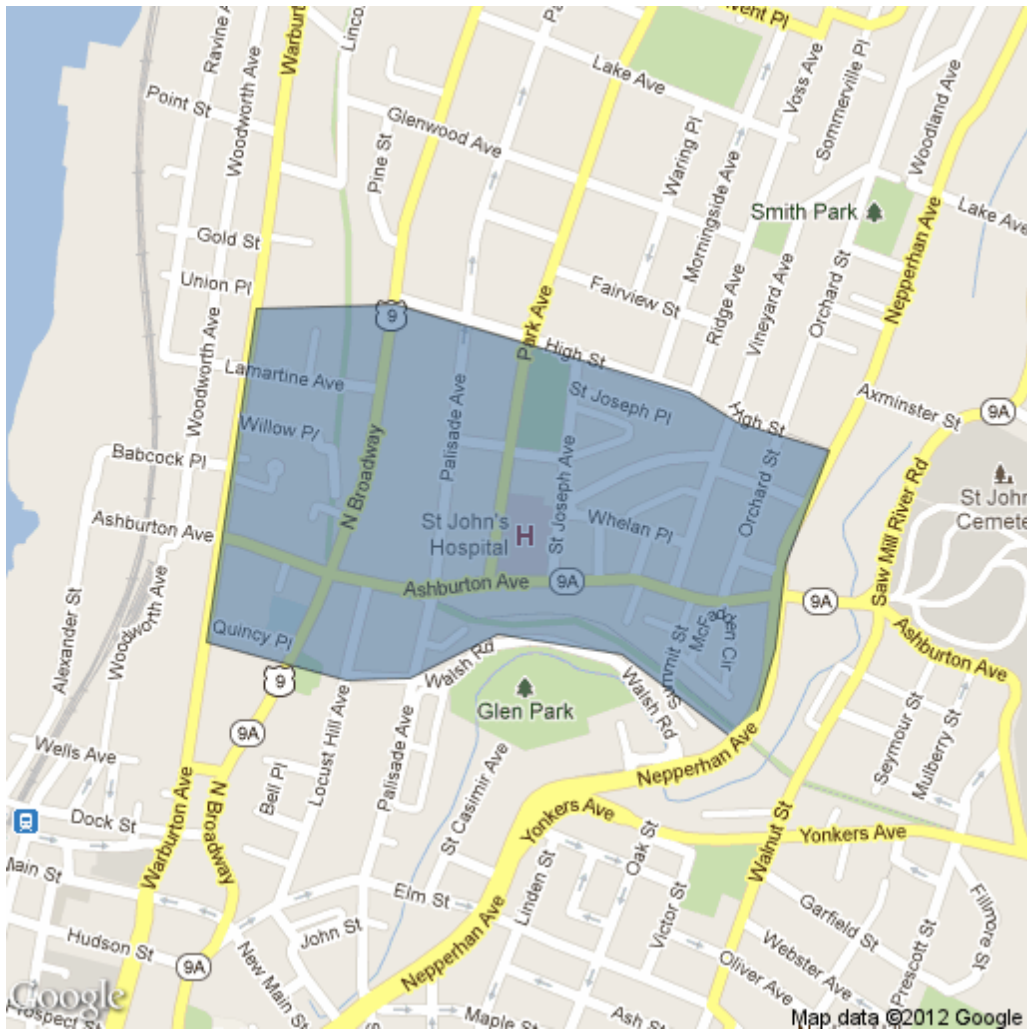 vent Pl
Ravine A
Woodworth Ave
Warburt
Lincol
Pa
Lake Ave
Voss Ave
Sommerville Pl
Woodland Ave
Point St
Glenwood Ave
Pine St
Waring Pl
Morningside Ave
Smith Park
Lake Ave
Gold St
Nepperhan Ave
Union Pl
Fairview St
Ridge Ave
Vineyard Ave
Orchard St
9
Park Ave
High St
Lamartine Ave
Woodworth Ave
Palisade Ave
St Joseph Pl
High St
Axminster St
9A
Willow Pl
N Broadway
Babcock Pl
St Joseph Ave
Orchard St
Saw Mill River Rd
St John
Cemete
Ashburton Ave
St John's
Hospital
H
Whelan Pl
Ashburton Ave
9A
9A
Alexander St
Woodworth Ave
Quincy Pl
Summit St
McFadden Cir
Ashburton Ave
9
Walsh Rd
Walsh Rd
Glen Park
9A
Wells Ave
Locust Hill Ave
Palisade Ave
St Casimir Ave
Nepperhan Ave
Seymour St
Mulberry St
Bell Pl
Warburton Ave
N Broadway
Dock St
Yonkers Ave
Oak St
Walnut St
Yonkers Ave
Main St
Elm St
Linden St
Victor St
Garfield St
Fillmore St
Hudson St
John St
9A
New Main St
Nepperhan Ave
Oliver Ave
Webster Ave
Prescott St
Google
Prospect St
Maple St
Ash St
Map data ©2012 Google